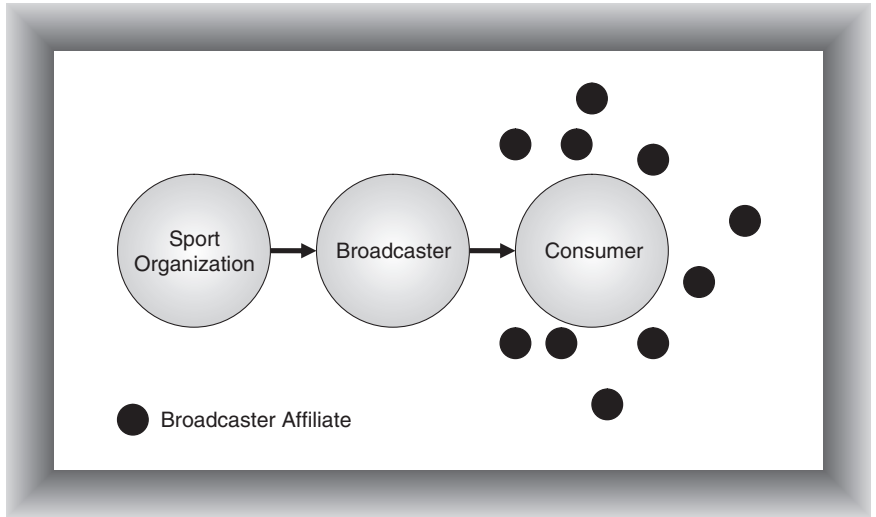 Sport
Organization
Broadcaster
Consumer
Broadcaster Affiliate